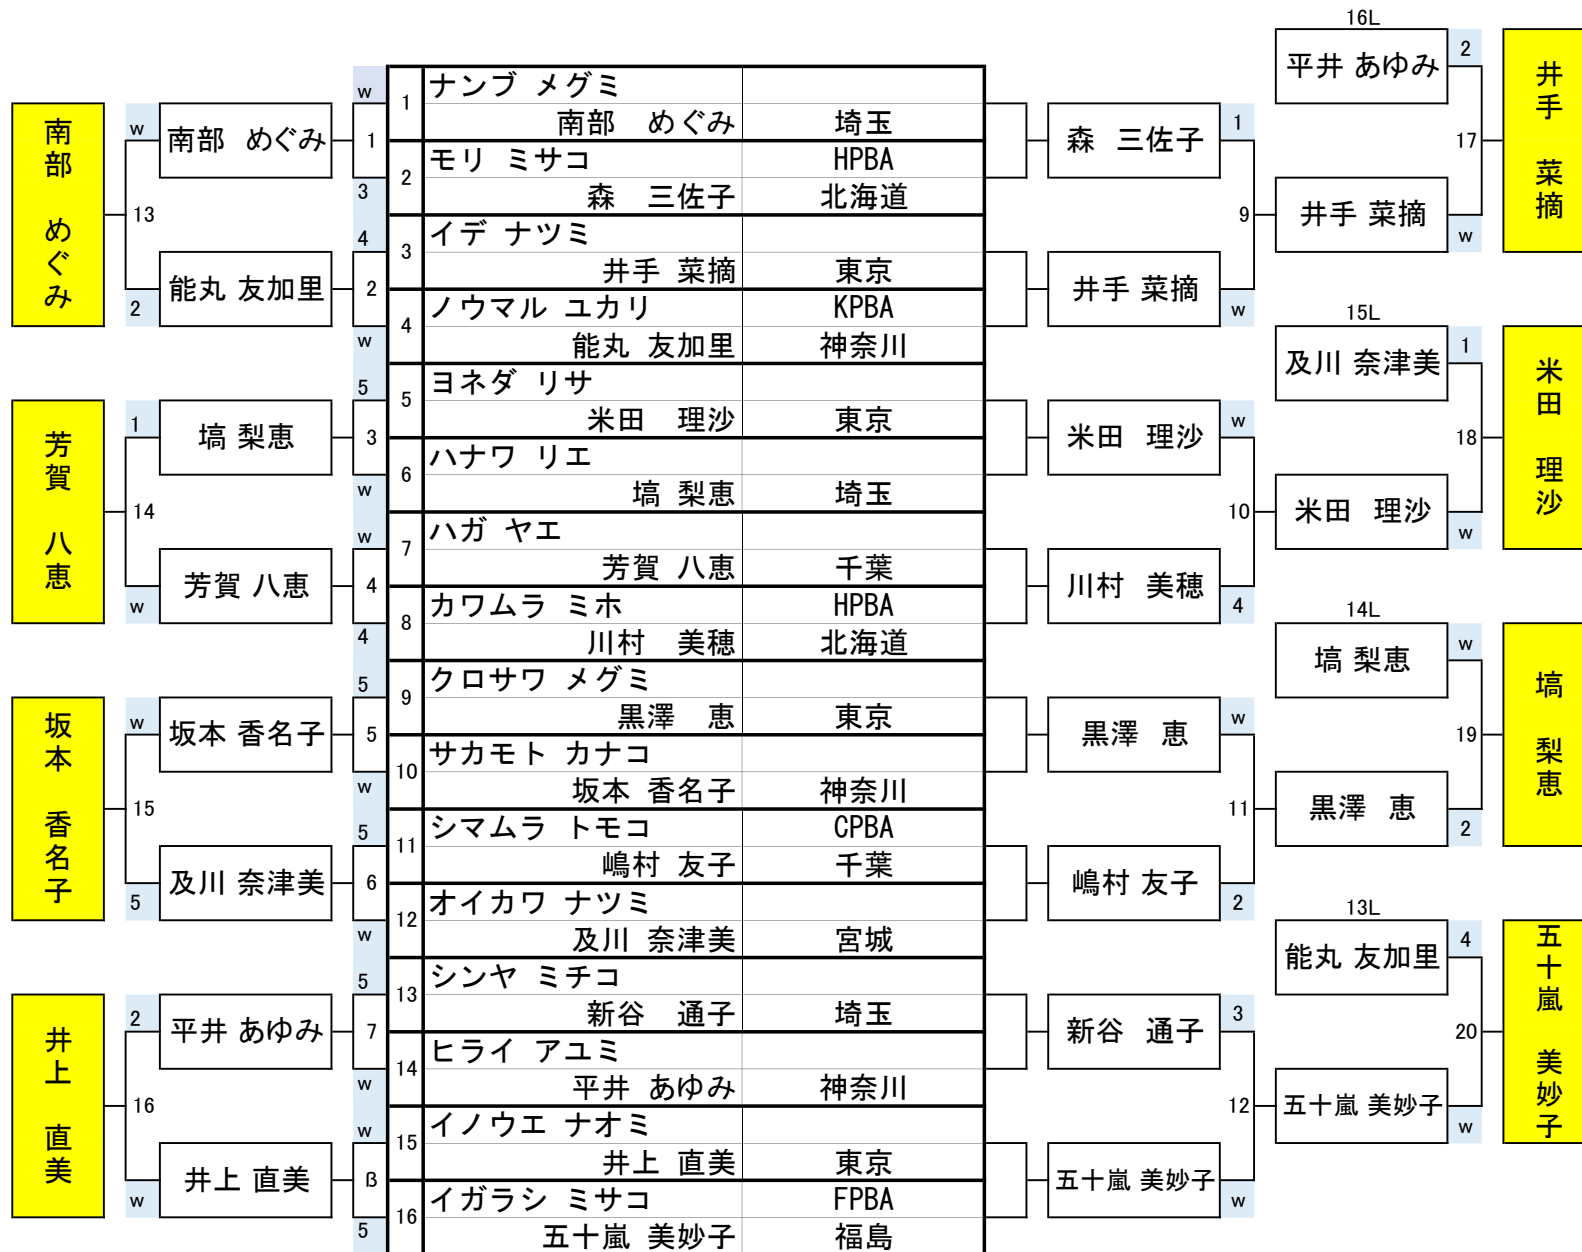 16L
平井 あゆみ 2
井手 菜摘
17
井手 菜摘 w
15L
及川 奈津美 1
米田 理沙
18
米田 理沙 w
14L
塙 梨恵 w
塙 梨恵
19
黒澤 恵 2
13L
能丸 友加里 4
五十嵐 美妙子
20
五十嵐 美妙子 w
南部 めぐみ
w 南部 めぐみ 1
13
2 能丸 友加里 2
芳賀 八恵
1 塙 梨恵 3
14
w 芳賀 八恵 4
坂本 香名子
w 坂本 香名子 5
15
5 及川 奈津美 6
井上 直美
2 平井 あゆみ 7
16
w 井上 直美 8
w 1 ナンブ メグミ
南部 めぐみ 埼玉
2 モリ ミサコ HPBA
3 森 三佐子 北海道
4 3 イデ ナツミ
井手 菜摘 東京
4 ノウマル ユカリ KPBA
w 能丸 友加里 神奈川
5 5 ヨネダ リサ
米田 理沙 東京
6 ハナワ リエ
w 塙 梨恵 埼玉
w 7 ハガ ヤエ
芳賀 八恵 千葉
8 カワムラ ミホ HPBA
4 川村 美穂 北海道
5 9 クロサワ メグミ
黒澤 恵 東京
10 サカモト カナコ
w 坂本 香名子 神奈川
5 11 シマムラ トモコ CPBA
嶋村 友子 千葉
12 オイカワ ナツミ
w 及川 奈津美 宮城
5 13 シンヤ ミチコ
新谷 通子 埼玉
14 ヒライ アユミ
w 平井 あゆみ 神奈川
w 15 イノウエ ナオミ
井上 直美 東京
16 イガラシ ミサコ FPBA
5 五十嵐 美妙子 福島
森 三佐子 1
9
井手 菜摘 w
米田 理沙 w
10
川村 美穂 4
黒澤 恵 w
11
嶋村 友子 2
新谷 通子 3
12
五十嵐 美妙子 w